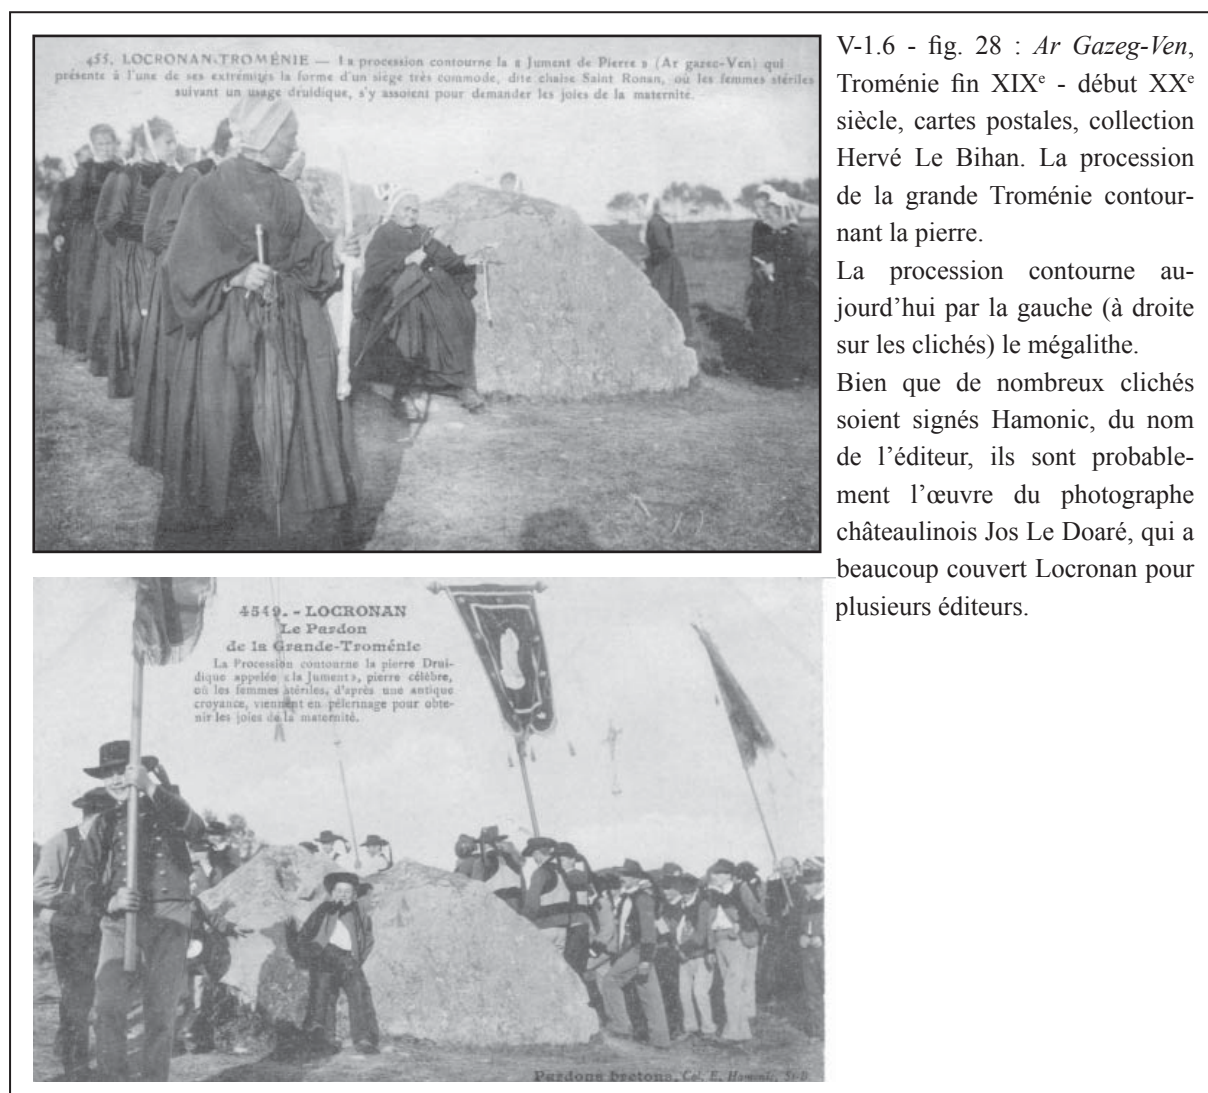 455. LOCRONAN-TROMÉNIE — La procession contourne la « Jument de Pierre » (Ar gazec-Ven) qui
présente à l'une de ses extrémités la forme d'un siège très commode, dite chaise Saint Ronan, où les femmes stériles
suivant un usage druidique, s'y assoient pour demander les joies de la maternité.
V-1.6 - fig. 28 : Ar Gazeg-Ven,
Troménie fin XIXe - début XXe
siècle, cartes postales, collection
Hervé Le Bihan. La procession
de la grande Troménie contour-
nant la pierre.
La procession contourne au-
jourd'hui par la gauche (à droite
sur les clichés) le mégalithe.
Bien que de nombreux clichés
soient signés Hamonic, du nom
de l'éditeur, ils sont probable-
ment l'œuvre du photographe
châteaulinois Jos Le Doaré, qui a
beaucoup couvert Locronan pour
plusieurs éditeurs.
4549. - LOCRONAN
Le Pardon
de la Grande-Troménie
La Procession contourne la pierre Drui-
dique appelée « la Jument », pierre célèbre,
où les femmes stériles, d'après une antique
croyance, viennent en pélerinage pour obte-
nir les joies de la maternité.
Pardons bretons, Col. E. Hamonic, St-B.